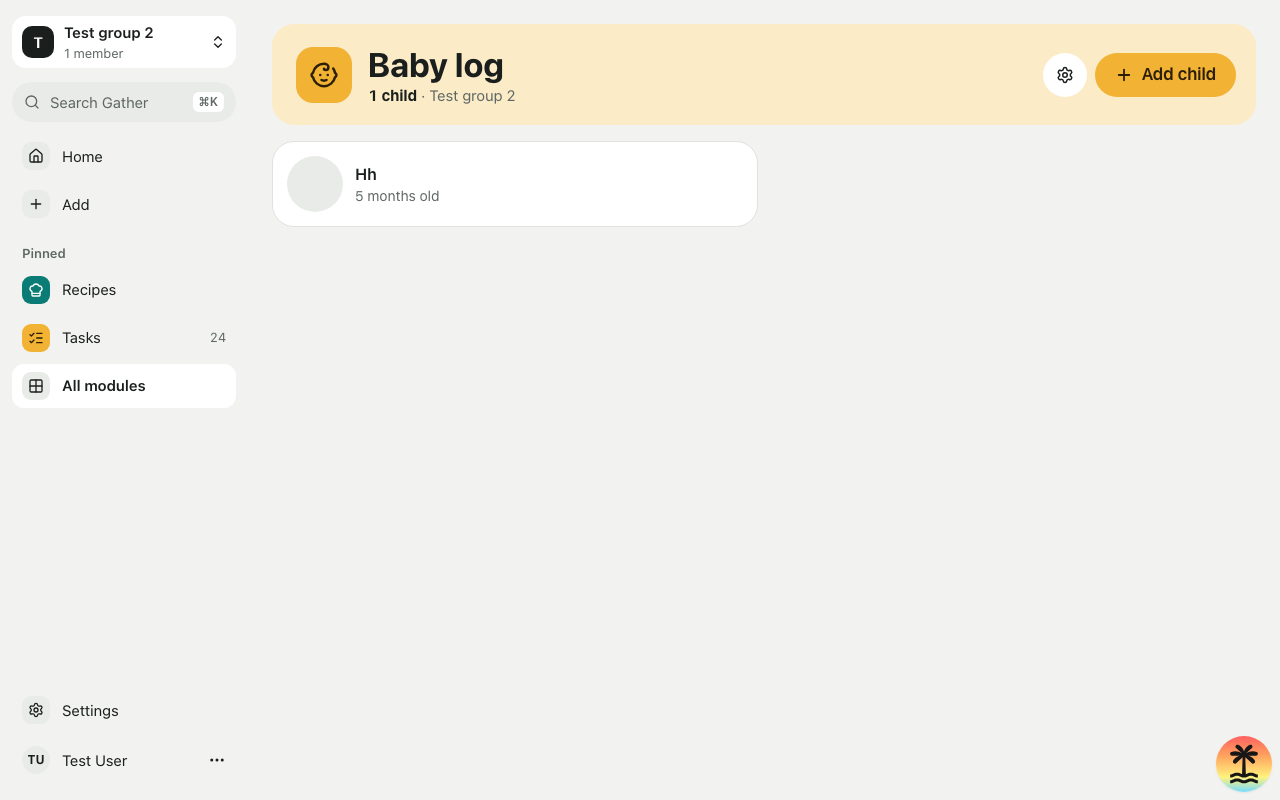 T
Test group 2
1 member
Search Gather
⌘K
Home
Add
Pinned
Recipes
Tasks
24
All modules
Settings
TU
Test User
Baby log
1 child · Test group 2
Add child
Hh
5 months old